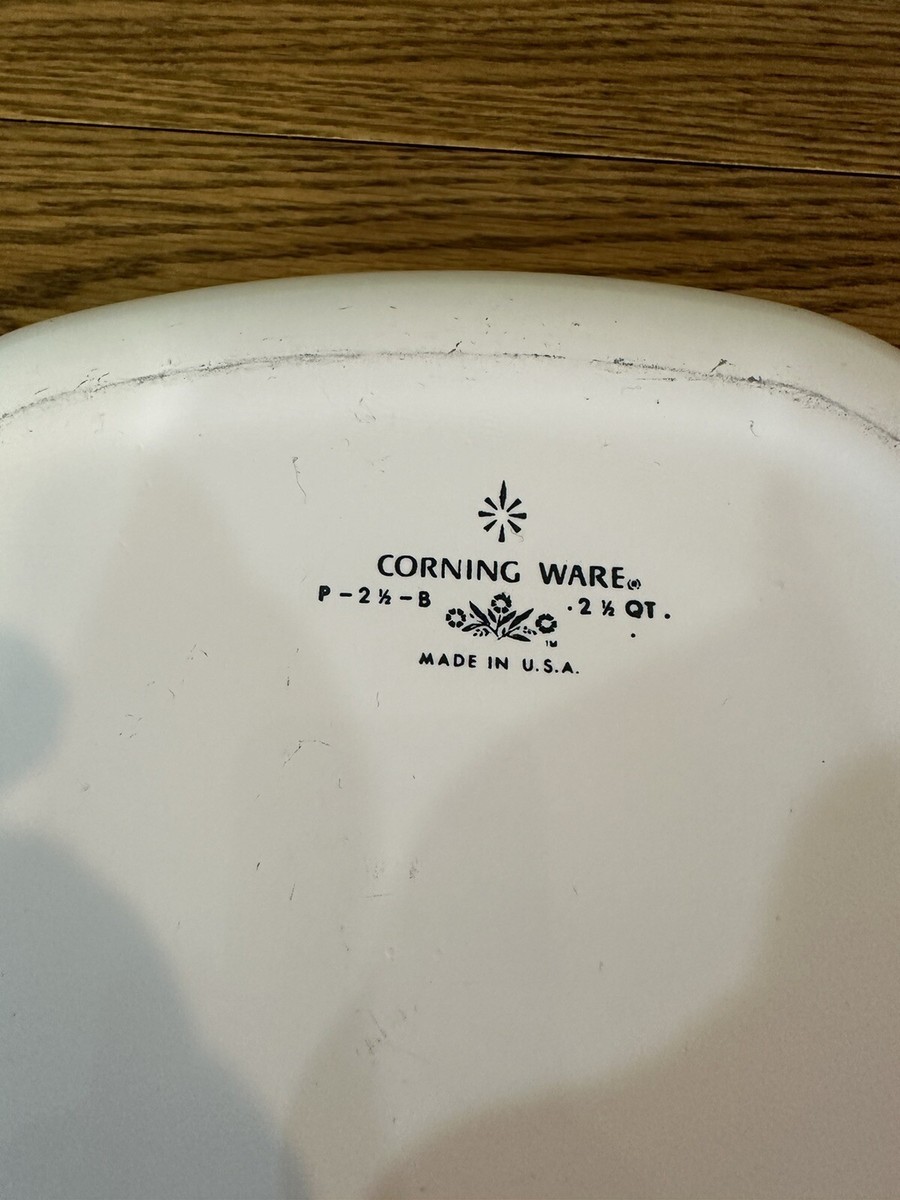 CORNING WARE®
P-2½-B · 2½ QT.
TM
MADE IN U.S.A.